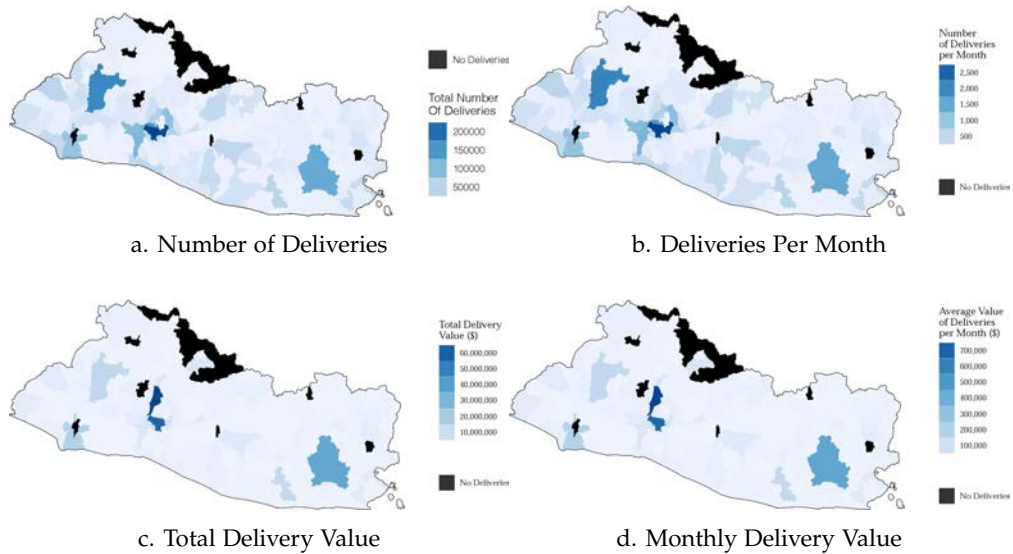 No Deliveries
Total Number
Of Deliveries
200000
150000
100000
50000
a. Number of Deliveries
Number
of Deliveries
per Month
2,500
2,000
1,500
1,000
500
No Deliveries
b. Deliveries Per Month
Total Delivery
Value ($)
60,000,000
50,000,000
40,000,000
30,000,000
20,000,000
10,000,000
No Deliveries
c. Total Delivery Value
Average Value
of Deliveries
per Month ($)
700,000
600,000
500,000
400,000
300,000
200,000
100,000
No Deliveries
d. Monthly Delivery Value